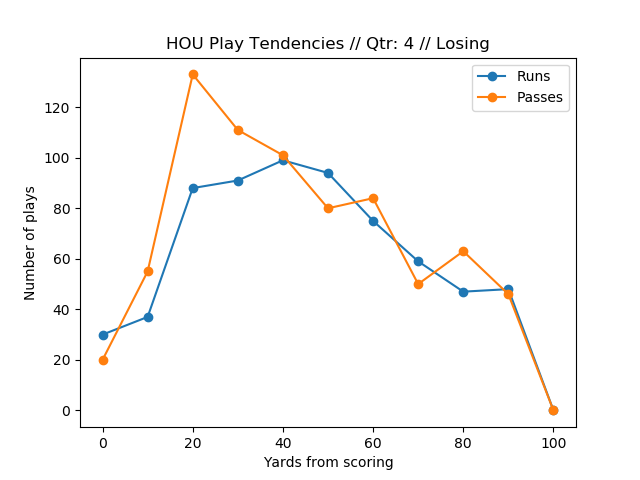 HOU Play Tendencies // Qtr: 4 // Losing
Runs
Passes
Number of plays
120
100
80
60
40
20
0
0 20 40 60 80 100
Yards from scoring